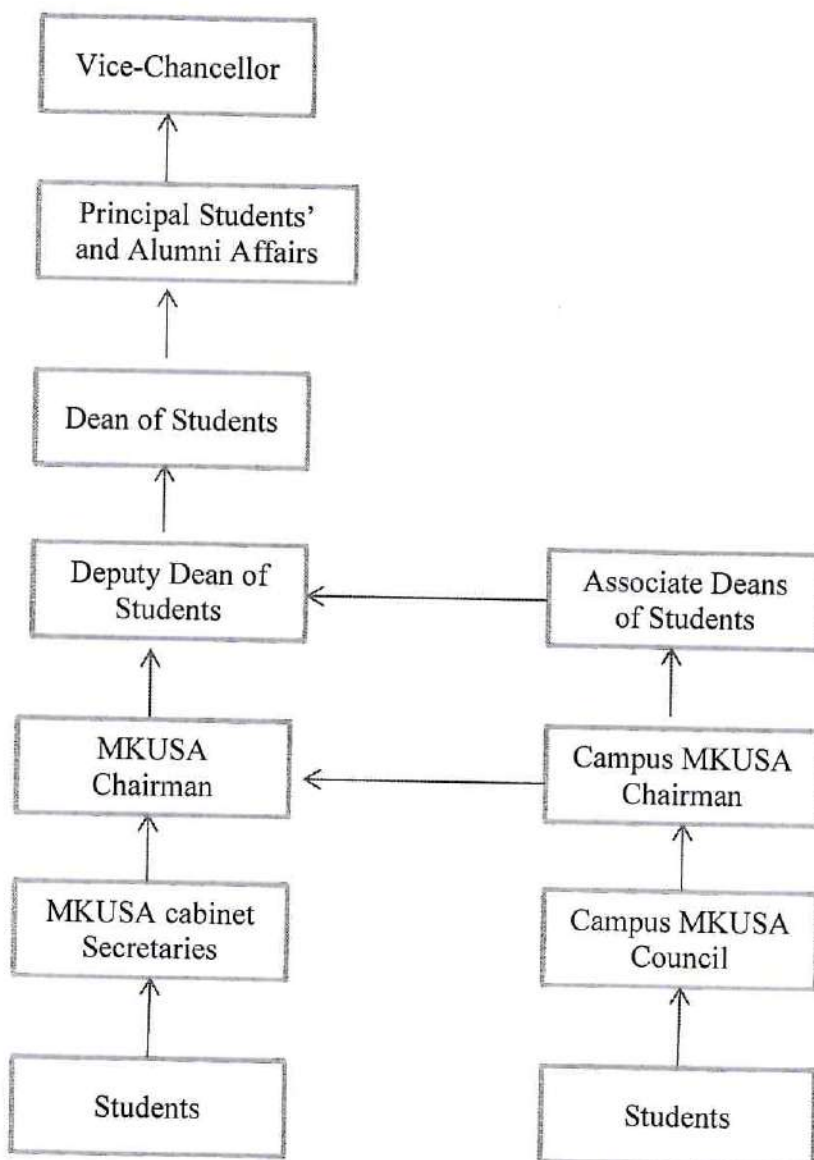 Vice-Chancellor
Principal Students'
and Alumni Affairs
Dean of Students
Deputy Dean of
Students
Associate Deans
of Students
MKUSA
Chairman
Campus MKUSA
Chairman
MKUSA cabinet
Secretaries
Campus MKUSA
Council
Students
Students